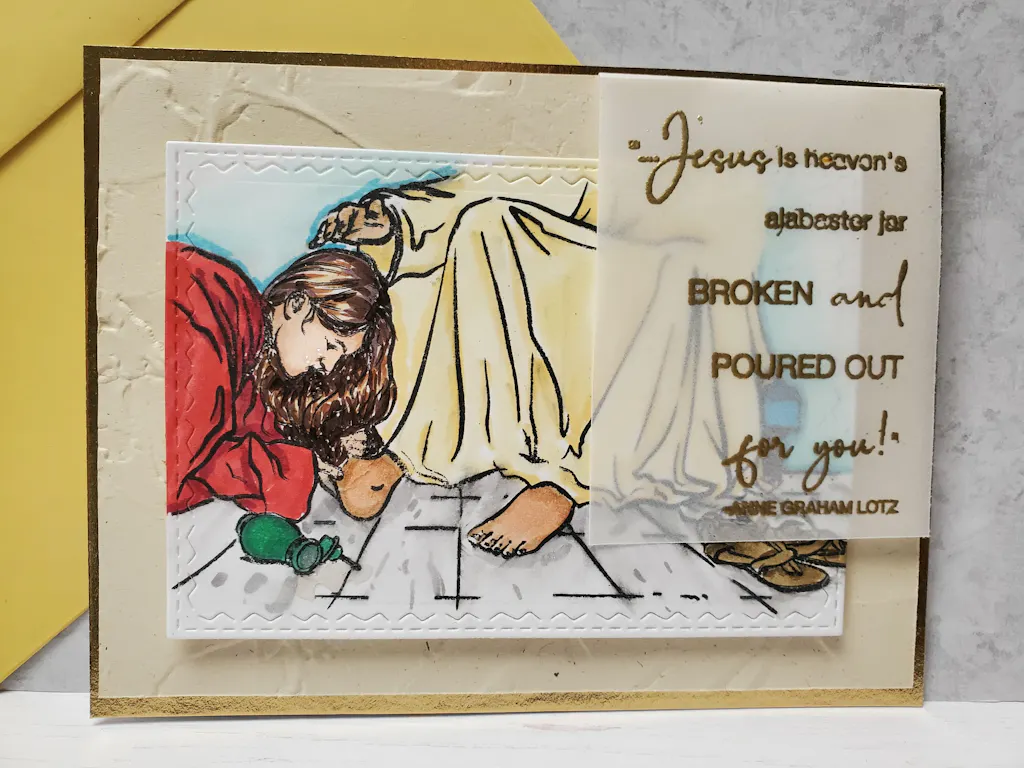 "...Jesus is heaven's
alabaster jar
BROKEN and
POURED OUT
for you!"
-ANNE GRAHAM LOTZ